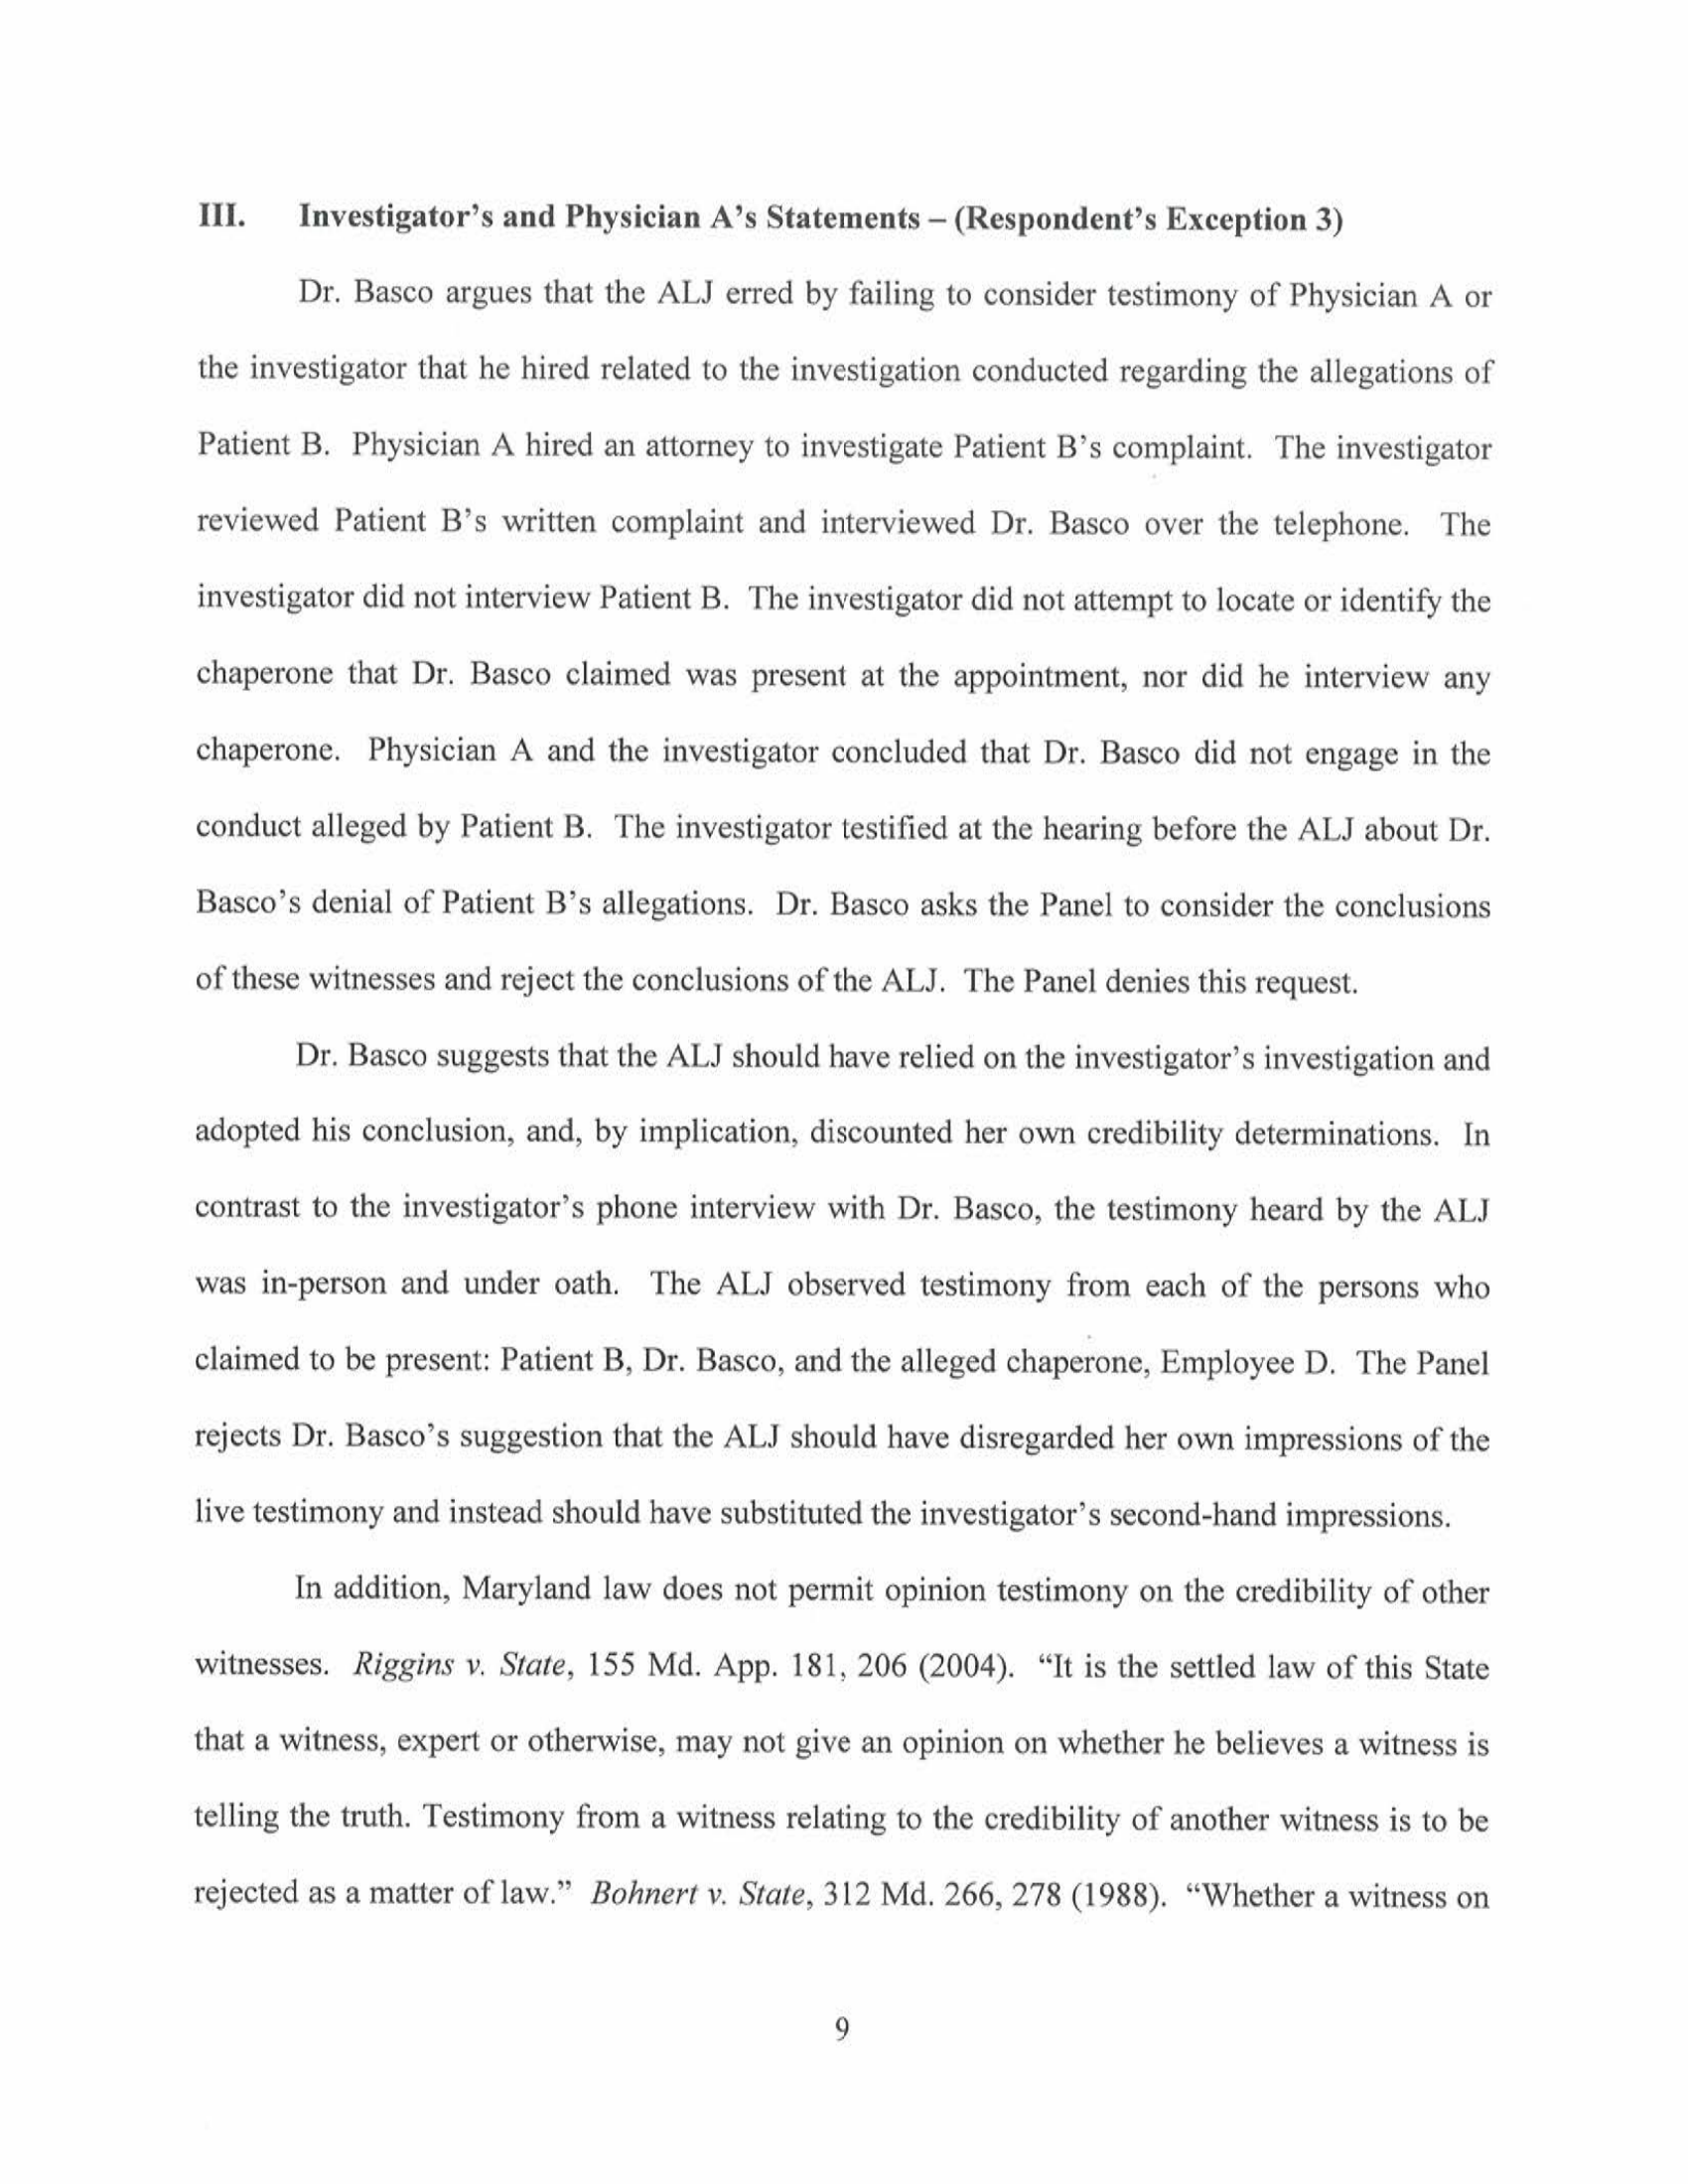 III. Investigator’s and Physician A’s Statements – (Respondent’s Exception 3)
Dr. Basco argues that the ALJ erred by failing to consider testimony of Physician A or
the investigator that he hired related to the investigation conducted regarding the allegations of
Patient B. Physician A hired an attorney to investigate Patient B’s complaint. The investigator
reviewed Patient B’s written complaint and interviewed Dr. Basco over the telephone. The
investigator did not interview Patient B. The investigator did not attempt to locate or identify the
chaperone that Dr. Basco claimed was present at the appointment, nor did he interview any
chaperone. Physician A and the investigator concluded that Dr. Basco did not engage in the
conduct alleged by Patient B. The investigator testified at the hearing before the ALJ about Dr.
Basco’s denial of Patient B’s allegations. Dr. Basco asks the Panel to consider the conclusions
of these witnesses and reject the conclusions of the ALJ. The Panel denies this request.
Dr. Basco suggests that the ALJ should have relied on the investigator’s investigation and
adopted his conclusion, and, by implication, discounted her own credibility determinations. In
contrast to the investigator’s phone interview with Dr. Basco, the testimony heard by the ALJ
was in-person and under oath. The ALJ observed testimony from each of the persons who
claimed to be present: Patient B, Dr. Basco, and the alleged chaperone, Employee D. The Panel
rejects Dr. Basco’s suggestion that the ALJ should have disregarded her own impressions of the
live testimony and instead should have substituted the investigator’s second-hand impressions.
In addition, Maryland law does not permit opinion testimony on the credibility of other
witnesses. Riggins v. State, 155 Md. App. 181, 206 (2004). “It is the settled law of this State
that a witness, expert or otherwise, may not give an opinion on whether he believes a witness is
telling the truth. Testimony from a witness relating to the credibility of another witness is to be
rejected as a matter of law.” Bohnert v. State, 312 Md. 266, 278 (1988). “Whether a witness on
9